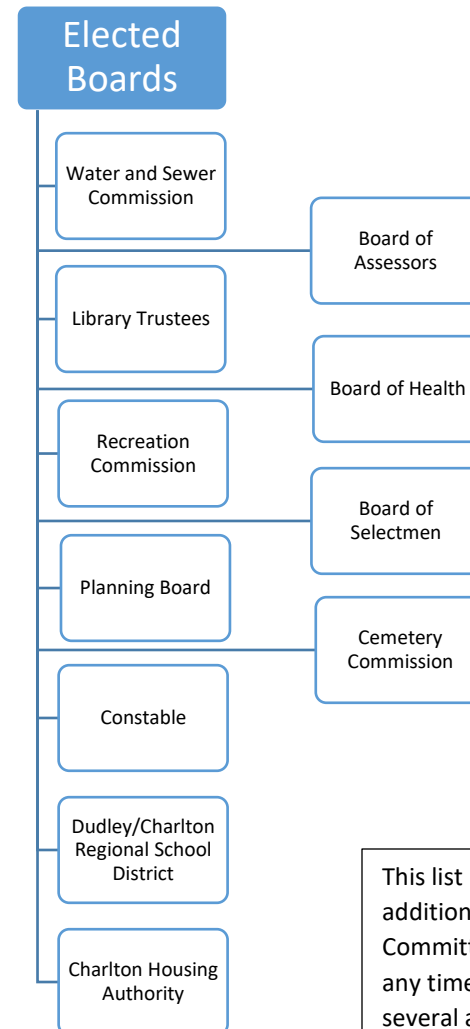 Elected
Boards
Water and Sewer
Commission
Board of
Assessors
Library Trustees
Board of Health
Recreation
Commission
Board of
Selectmen
Planning Board
Cemetery
Commission
Constable
Dudley/Charlton
Regional School
District
Charlton Housing
Authority
This list
addition
Committ
any time
several a